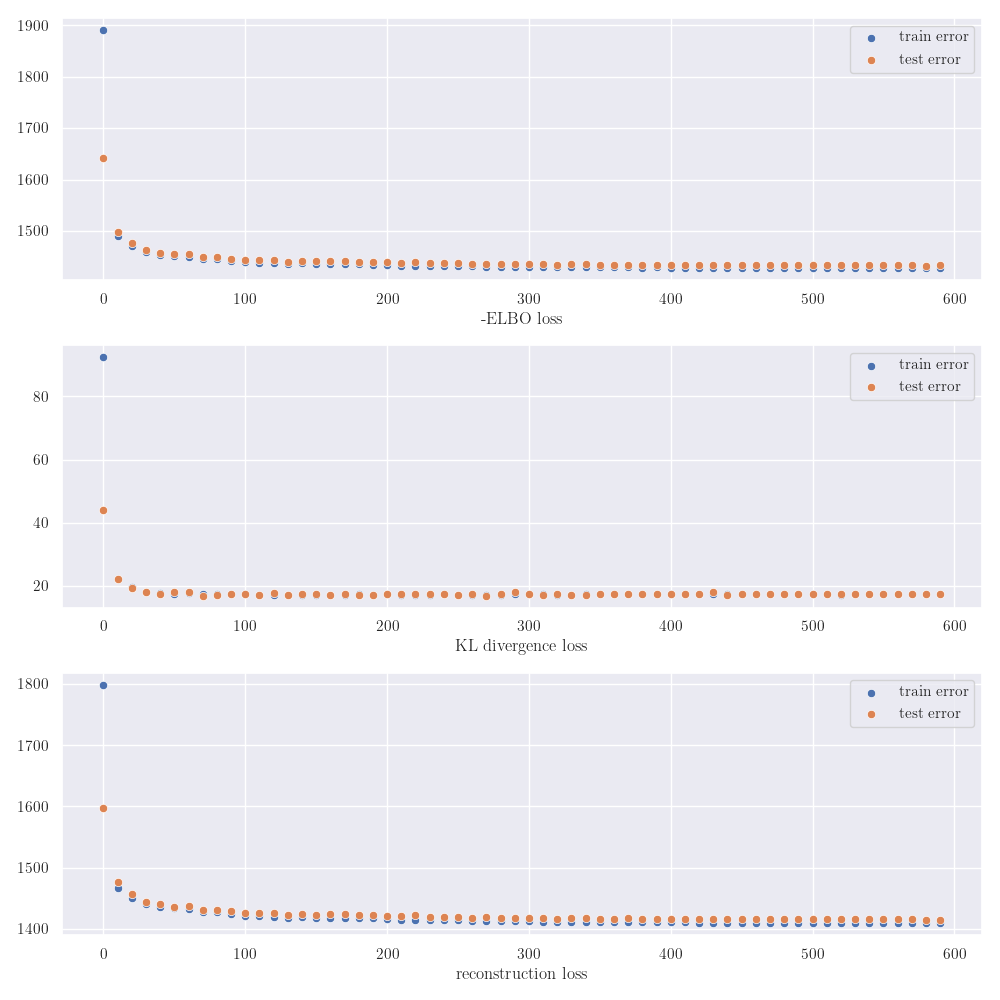 1900
1800
1700
1600
1500
train error
test error
0 100 200 300 400 500 600
-ELBO loss
80
60
40
20
train error
test error
0 100 200 300 400 500 600
KL divergence loss
1800
1700
1600
1500
1400
train error
test error
0 100 200 300 400 500 600
reconstruction loss